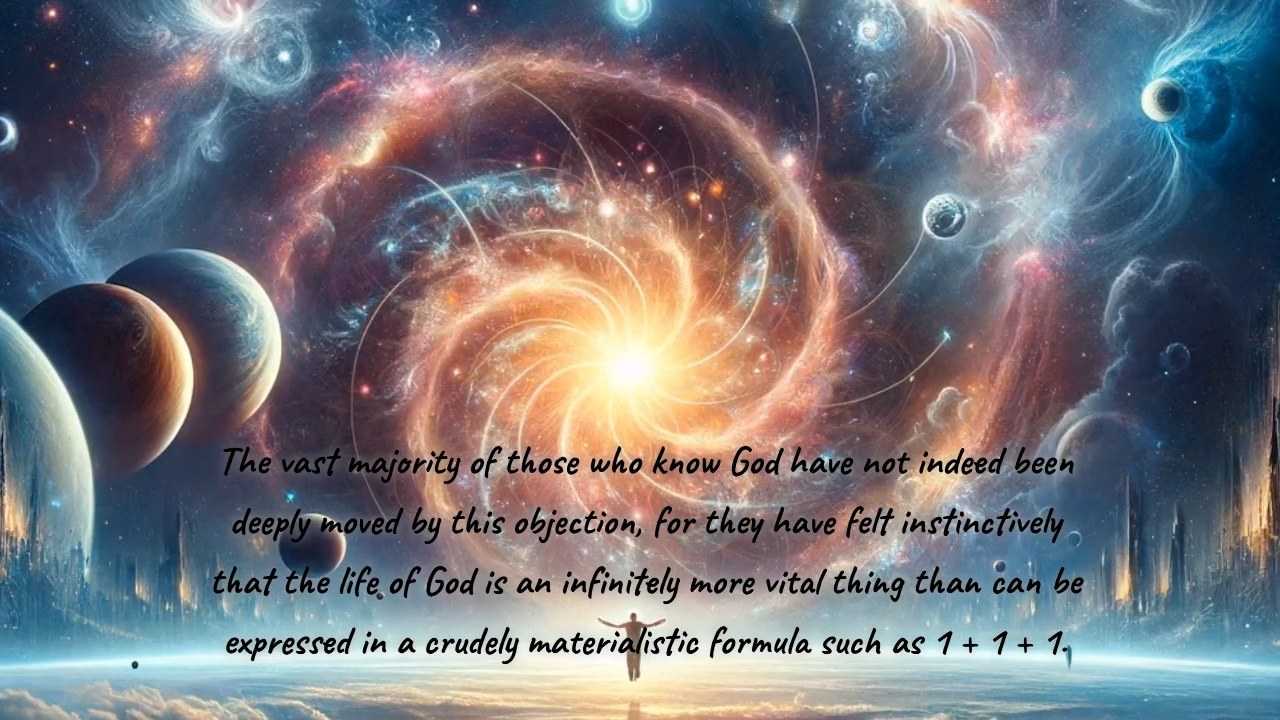 The vast majority of those who know God have not indeed been
deeply moved by this objection, for they have felt instinctively
that the life of God is an infinitely more vital thing than can be
expressed in a crudely materialistic formula such as 1 + 1 + 1.